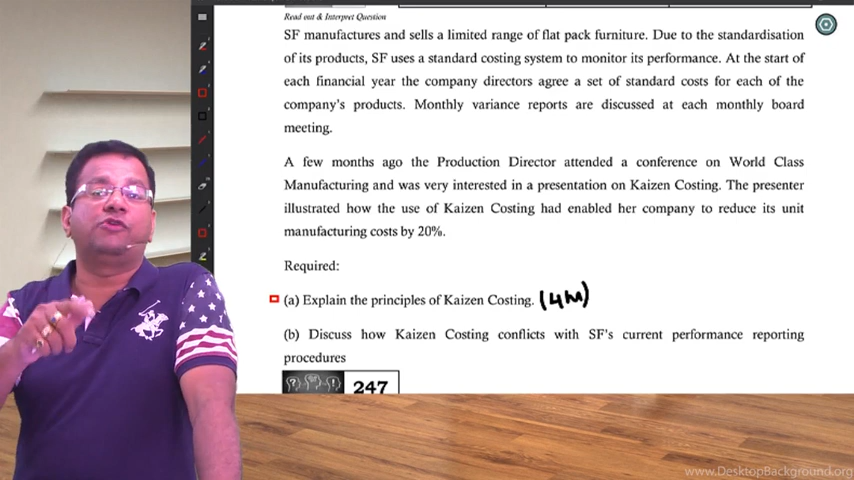 Read out & Interpret Question
SF manufactures and sells a limited range of flat pack furniture. Due to the standardisation
of its products, SF uses a standard costing system to monitor its performance. At the start of
each financial year the company directors agree a set of standard costs for each of the
company's products. Monthly variance reports are discussed at each monthly board
meeting.
A few months ago the Production Director attended a conference on World Class
Manufacturing and was very interested in a presentation on Kaizen Costing. The presenter
illustrated how the use of Kaizen Costing had enabled her company to reduce its unit
manufacturing costs by 20%.
Required:
(a) Explain the principles of Kaizen Costing. (4M)
(b) Discuss how Kaizen Costing conflicts with SF's current performance reporting
procedures
247
www.DesktopBackground.org